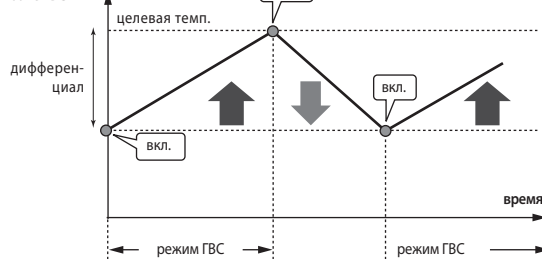 целевая темп.
дифферен-
циал
вкл.
вкл.
время
режим ГВС
режим ГВС